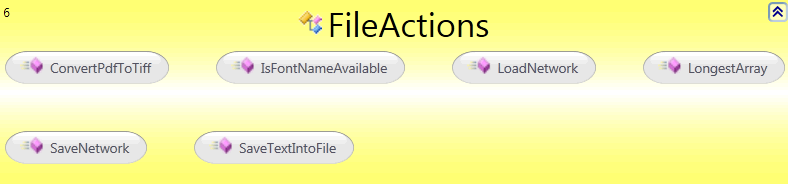 6
FileActions
ConvertPdfToTiff
IsFontNameAvailable
LoadNetwork
LongestArray
SaveNetwork
SaveTextIntoFile